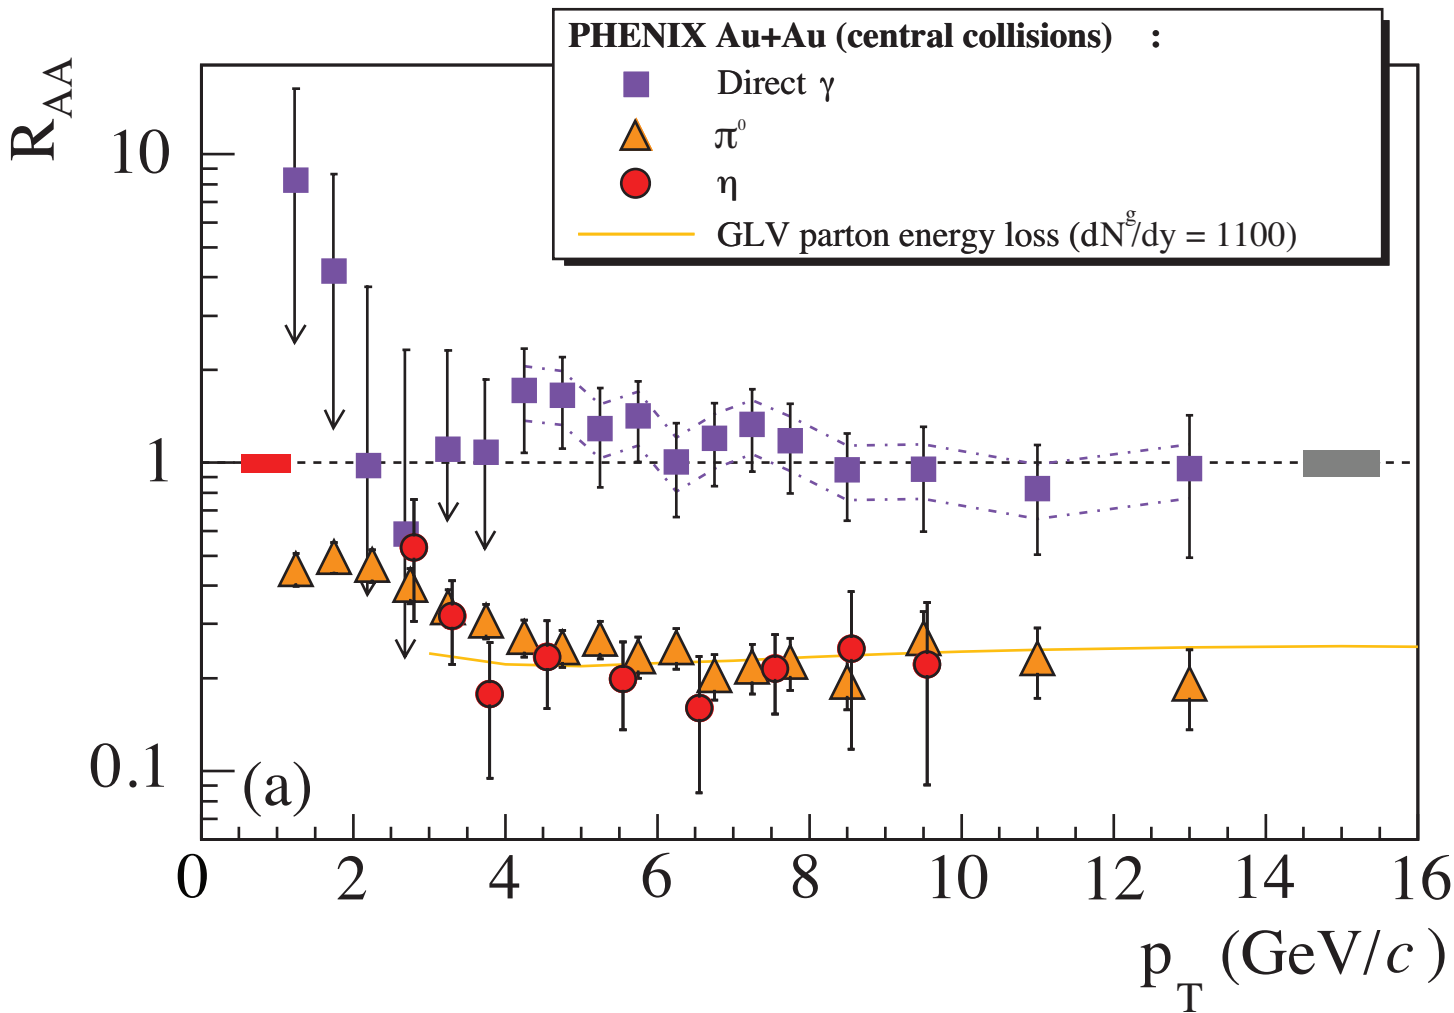 PHENIX Au+Au (central collisions) :
Direct γ
π⁰
η
GLV parton energy loss (dNᵍ/dy = 1100)
R_AA
10
1
0.1
(a)
0 2 4 6 8 10 12 14 16
p_T (GeV/c)